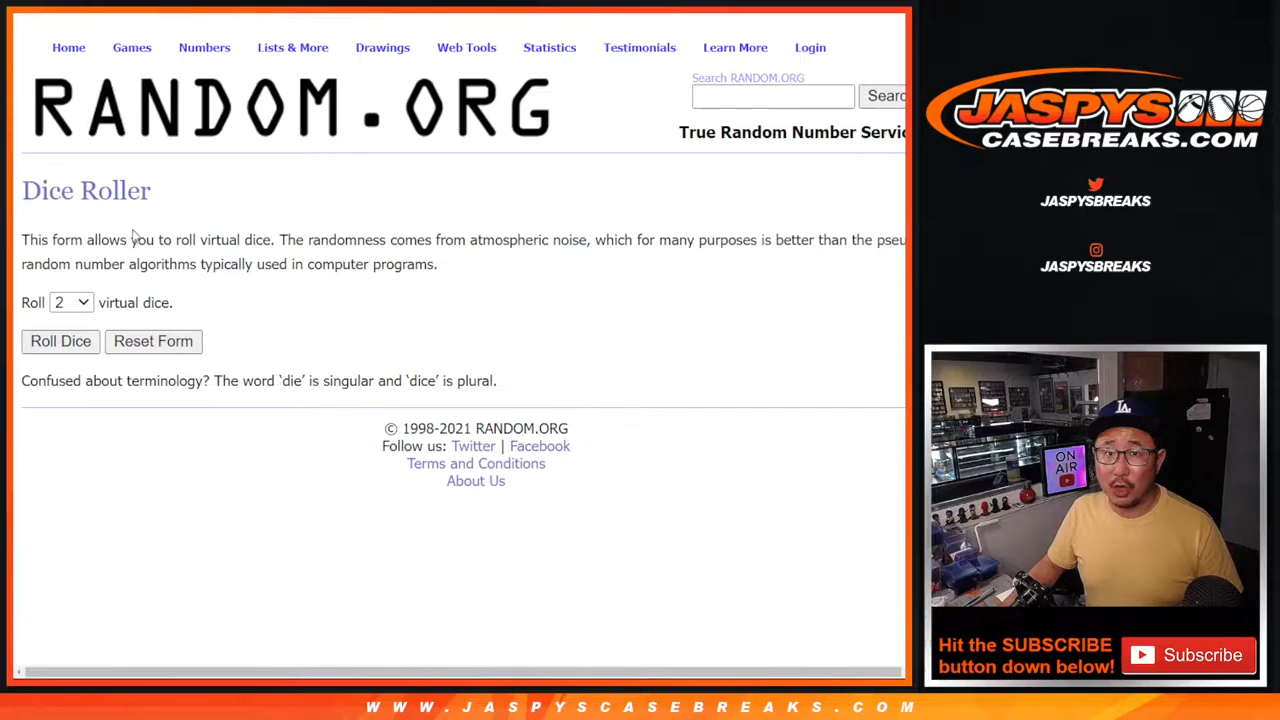 Home Games Numbers Lists & More Drawings Web Tools Statistics Testimonials Learn More Login
RANDOM.ORG
Search RANDOM.ORG
Searc
True Random Number Servic
Dice Roller
This form allows you to roll virtual dice. The randomness comes from atmospheric noise, which for many purposes is better than the pseu
random number algorithms typically used in computer programs.
Roll 2 virtual dice.
Roll Dice Reset Form
Confused about terminology? The word ‘die’ is singular and ‘dice’ is plural.
© 1998-2021 RANDOM.ORG
Follow us: Twitter | Facebook
Terms and Conditions
About Us
JASPYS
CASEBREAKS.COM
JASPYSBREAKS
JASPYSBREAKS
LA
ON
AIR
Hit the SUBSCRIBE
button down below!
Subscribe
WWW.JASPYSCASEBREAKS.COM